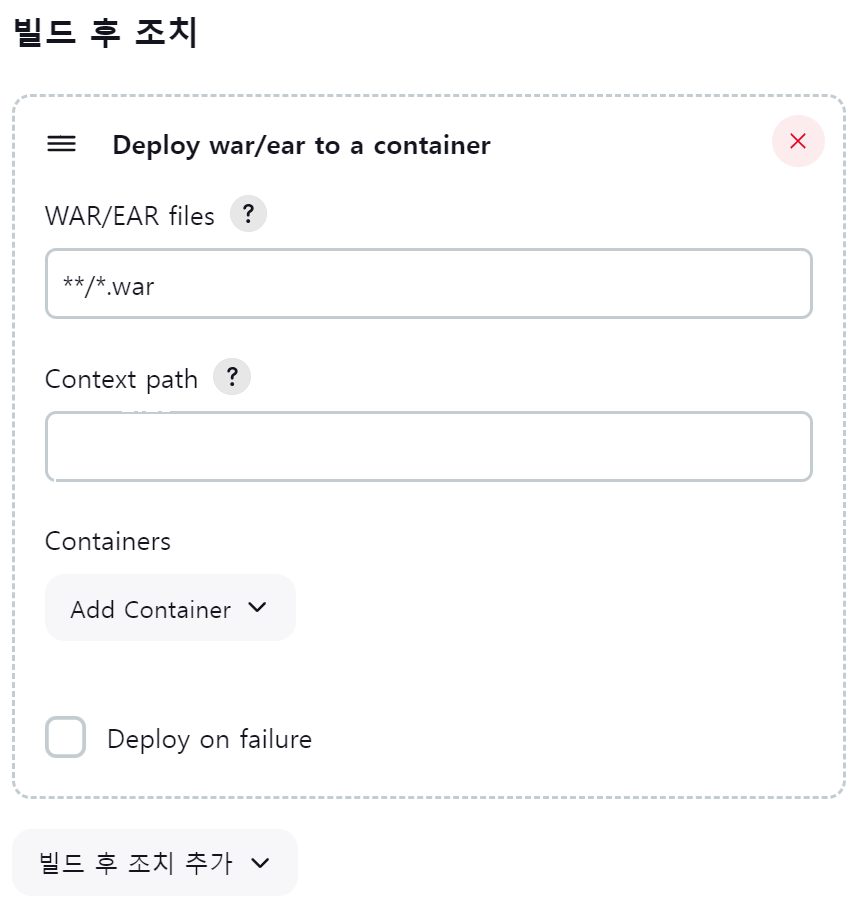 빌드 후 조치
Deploy war/ear to a container
WAR/EAR files ?
**/*.war
Context path ?
Containers
Add Container
Deploy on failure
빌드 후 조치 추가